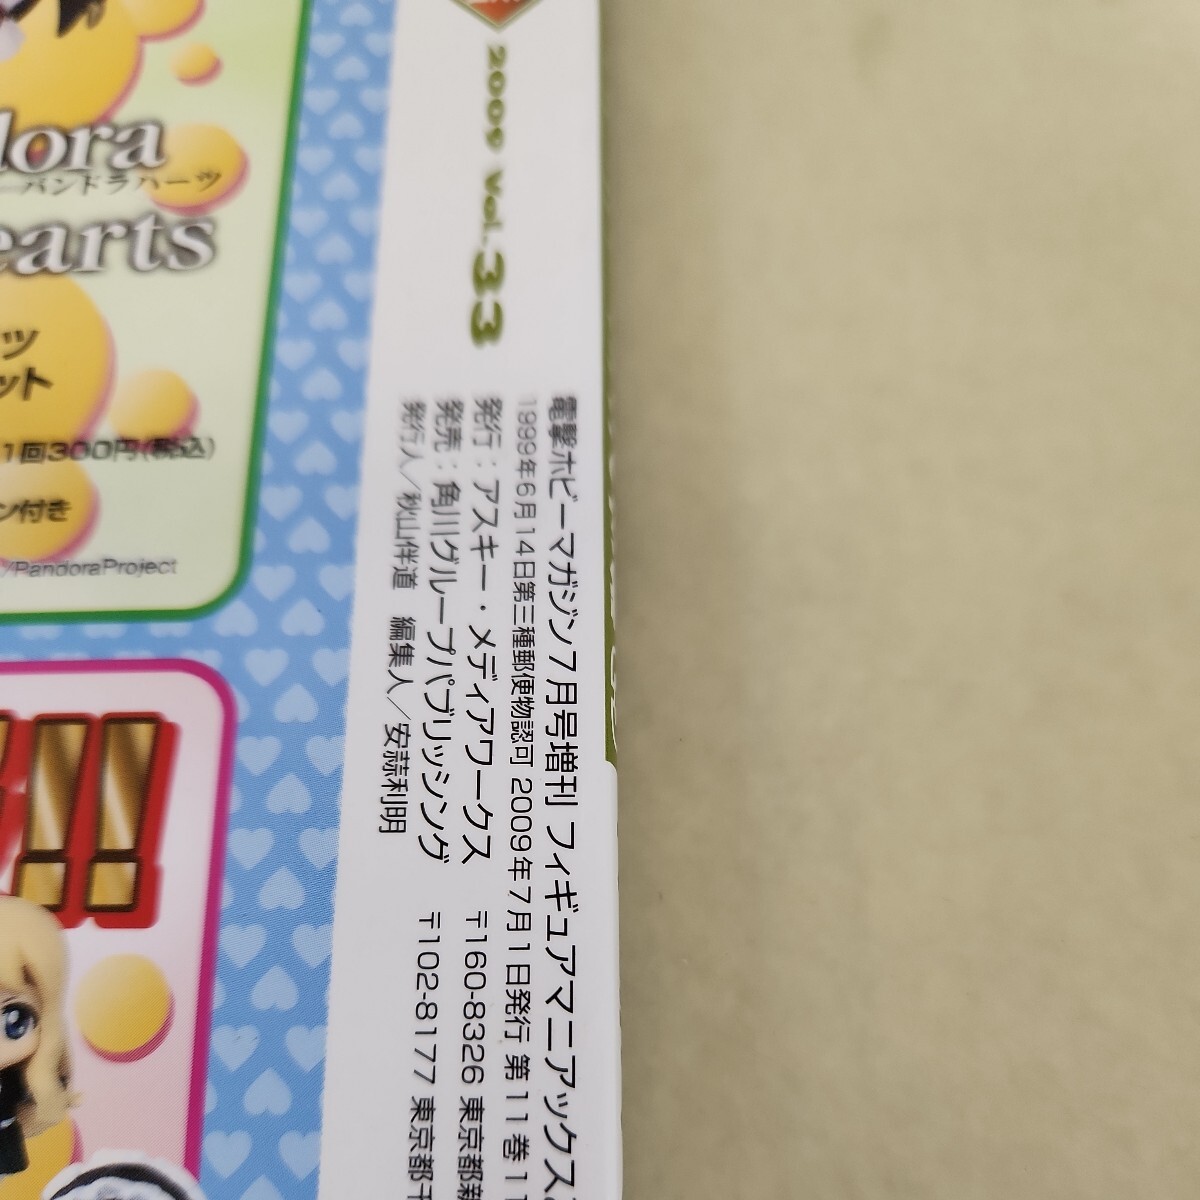 2009 Vol.33
電撃ホビーマガジン7月号増刊 フィギュアマニアックス
1999年6月14日第三種郵便物認可 2009年7月1日発行 第11巻11
発行:アスキー・メディアワークス 〒160-8326 東京都新
発売:角川グループパブリッシング 〒102-8177 東京都千
発行人/秋山伴道 編集人/安蒜利明
dora
パンドラハーツ
earts
ツ
ット
1回300円(税込)
ン付き
/PandoraProject
!!